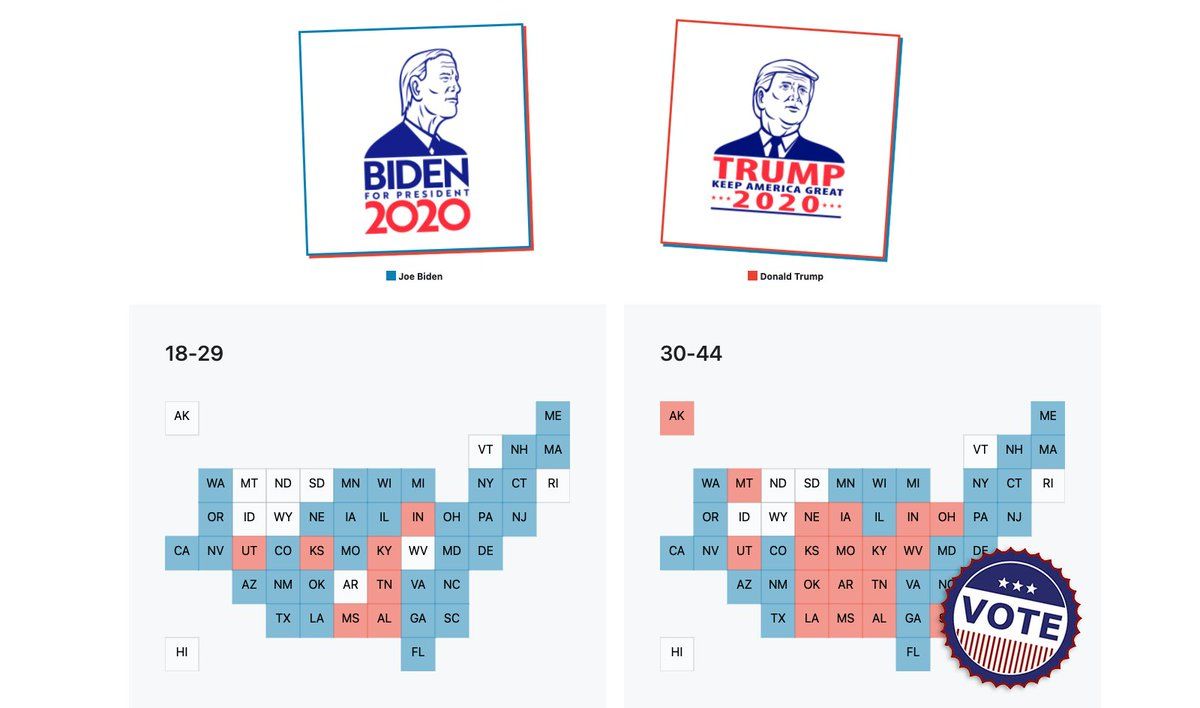 BIDEN
FOR PRESIDENT
2020
TRUMP
KEEP AMERICA GREAT
2020
Joe Biden
Donald Trump
18-29
AK ME
VT NH MA
WA MT ND SD MN WI MI NY CT RI
OR ID WY NE IA IL IN OH PA NJ
CA NV UT CO KS MO KY WV MD DE
AZ NM OK AR TN VA NC
TX LA MS AL GA SC
HI FL
30-44
AK ME
VT NH MA
WA MT ND SD MN WI MI NY CT RI
OR ID WY NE IA IL IN OH PA NJ
CA NV UT CO KS MO KY WV MD DE
AZ NM OK AR TN VA
TX LA MS AL GA
HI FL
VOTE